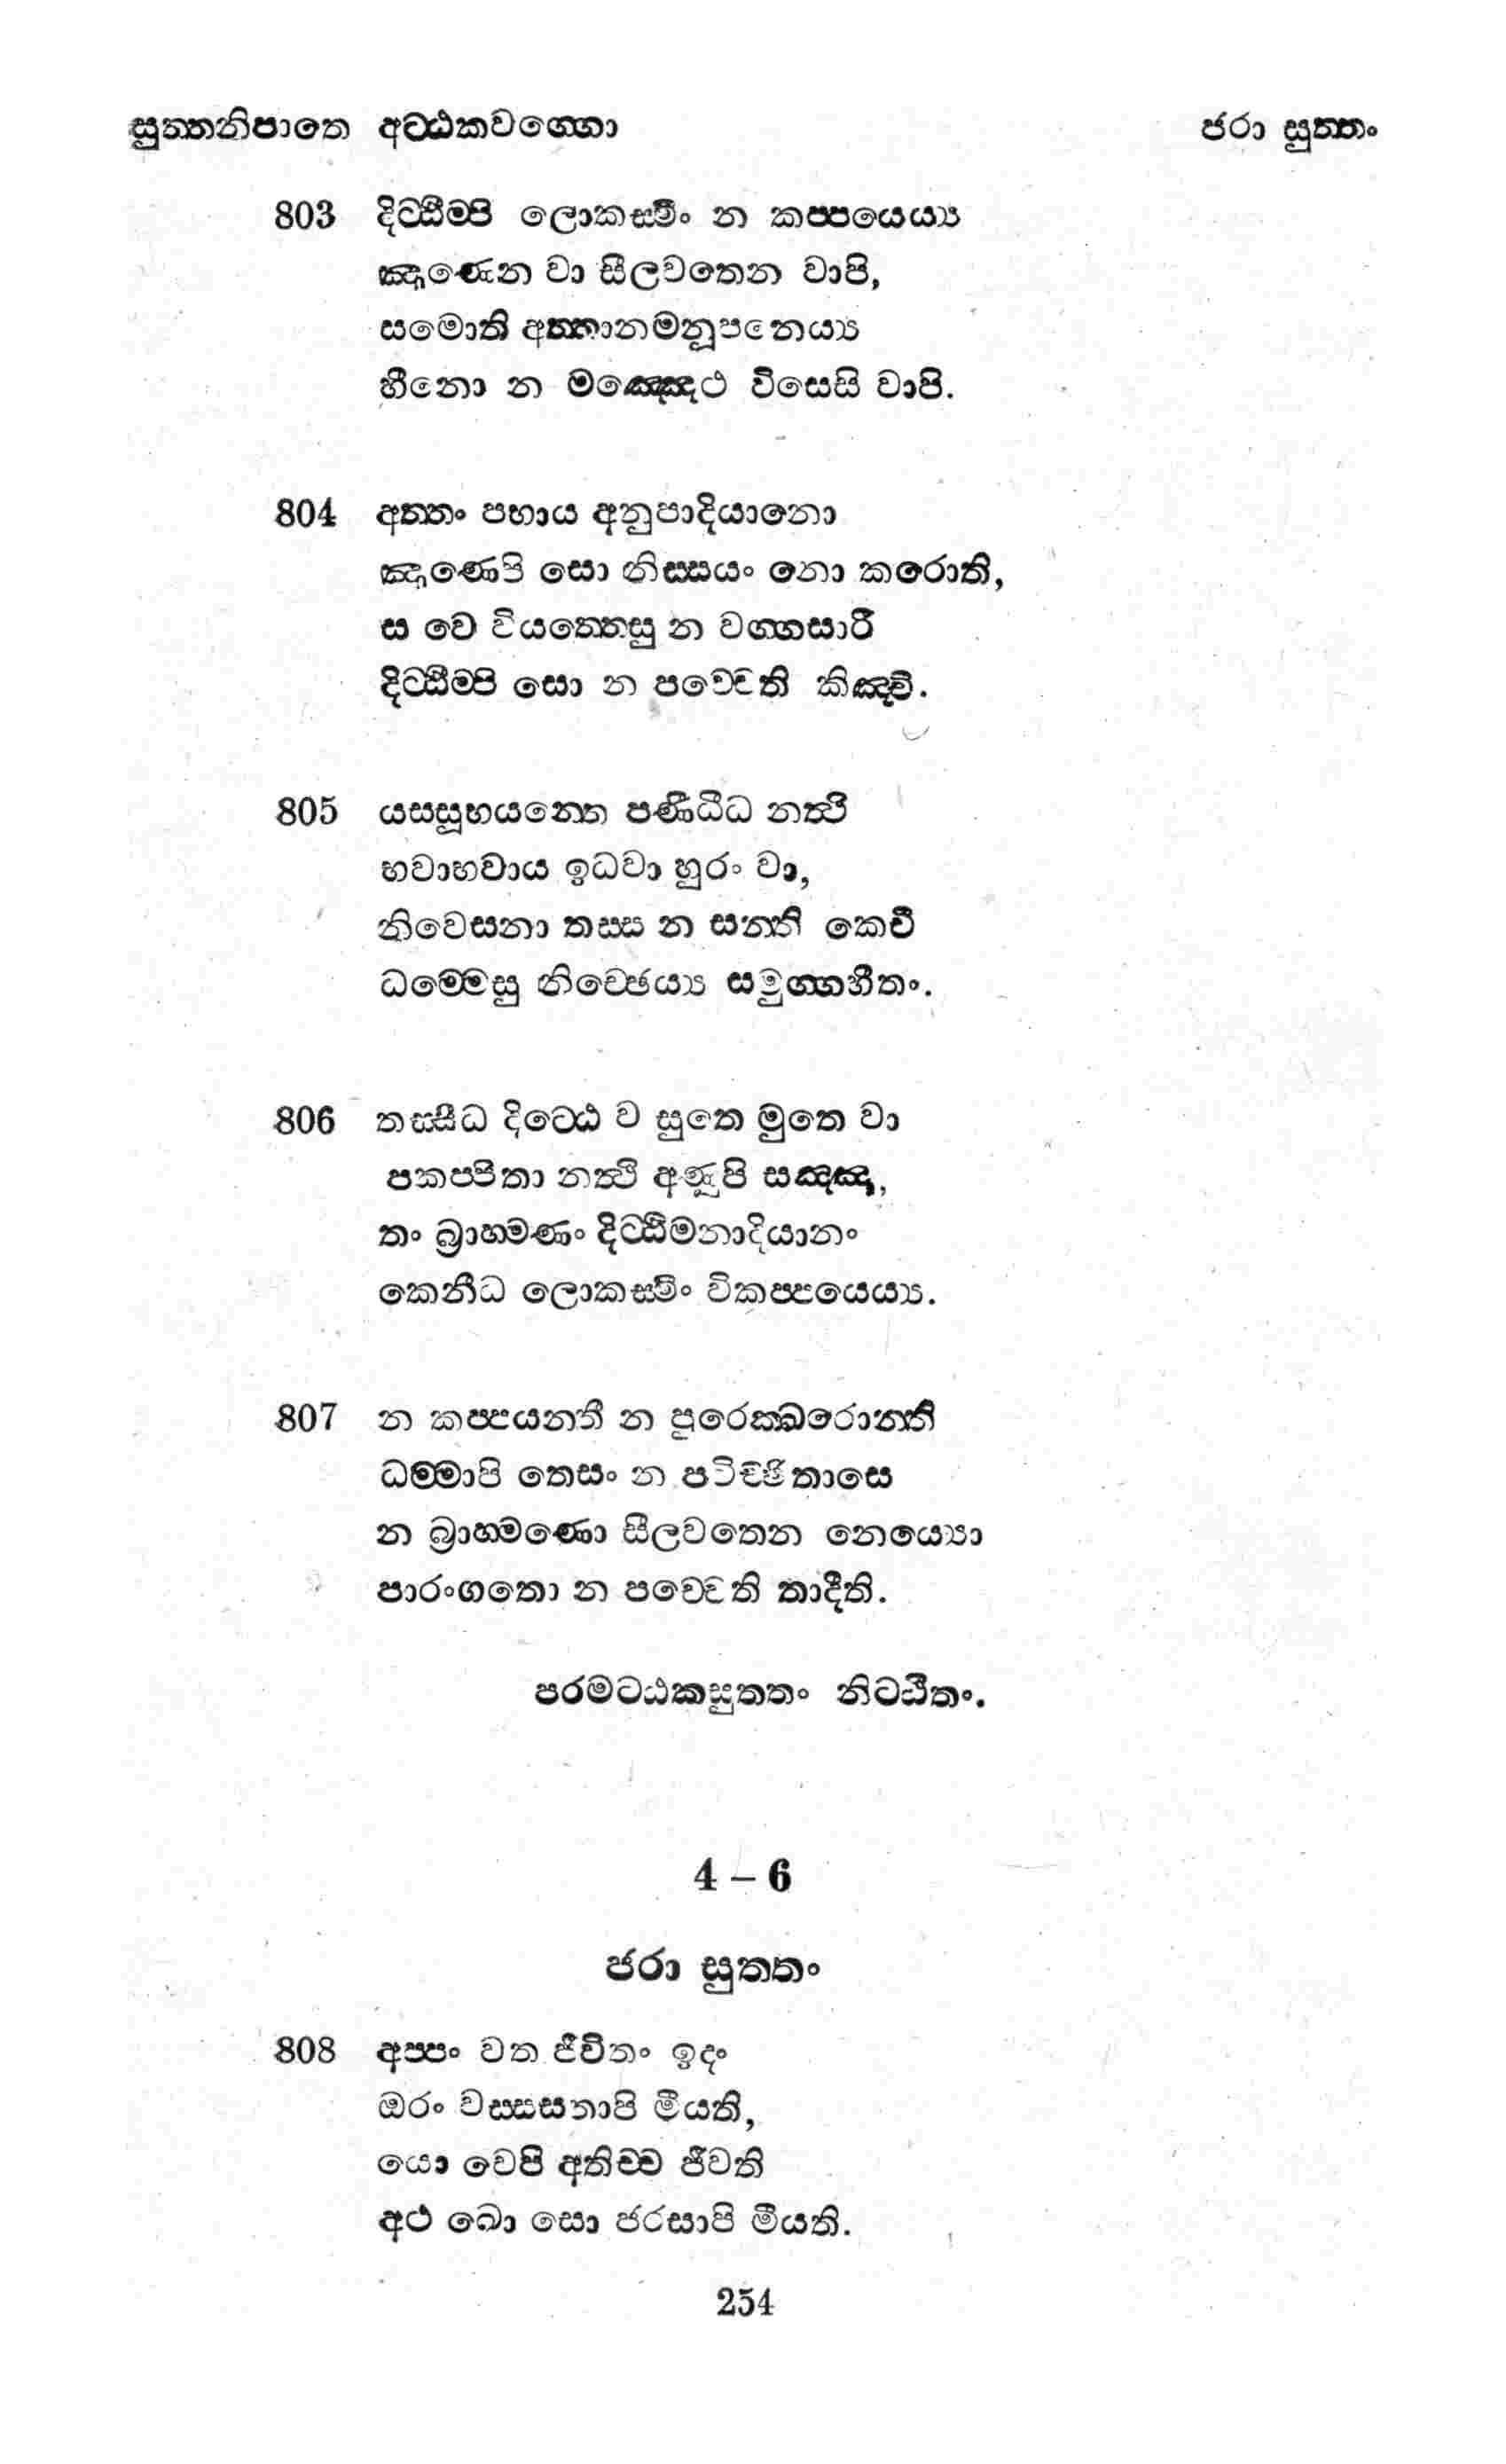 සුත්තනිපාතෙ අට්ඨකවග්ගො ජරා සුත්තං
803 දිට්ඨීම්පි ලොකස්මිං න කප්පයෙය්‍ය
ඤාණෙන වා සීලවතෙන වාපි,
සමොති අත්තානමනූපනෙය්‍ය
හීනො න මඤ්ඤෙථ විසෙසි වාපි.
804 අත්තං පහාය අනුපාදියානො
ඤාණෙපි සො නිස්සයං නො කරොති,
ස වෙ වියත්තෙසු න වග්ගසාරී
දිට්ඨීම්පි සො න පච්චෙති කිඤ්චි.
805 යස්සූභයන්තෙ පණීධීධ නත්ථි
භවාභවාය ඉධවා හුරං වා,
නිවෙසනා තස්ස න සන්ති කෙචි
ධම්මෙසු නිච්ඡෙය්‍ය සමුග්ගහීතං.
806 තස්සීධ දිට්ඨෙ ව සුතෙ මුතෙ වා
පකප්පිතා නත්ථි අණූපි සඤ්ඤා,
තං බ්‍රාහ්මණං දිට්ඨිමනාදියානං
කෙනීධ ලොකස්මිං විකප්පයෙය්‍ය.
807 න කප්පයන්තී න පුරෙක්ඛරොන්ති
ධම්මාපි තෙසං න පටිච්ඡිතාසෙ
න බ්‍රාහ්මණො සීලවතෙන නෙය්‍යො
පාරංගතො න පච්චෙති තාදීති.
පරමට්ඨකසුත්තං නිට්ඨිතං.
4 – 6
ජරා සුත්තං
808 අප්පං වත ජීවිතං ඉදං
ඔරං වස්සසතාපි මීයති,
යො වෙපි අතිච්ච ජීවති
අථ ඛො සො ජරසාපි මීයති.
254